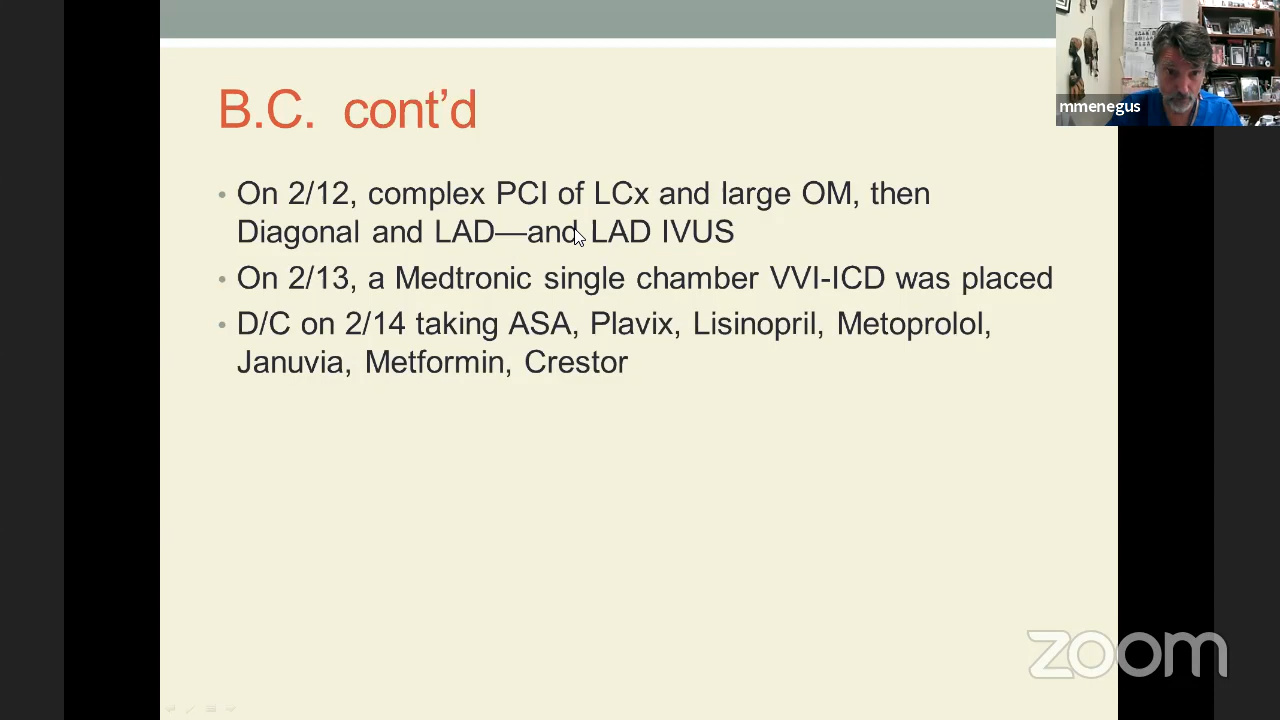 B.C. cont’d
mmenegus
• On 2/12, complex PCI of LCx and large OM, then
Diagonal and LAD—and LAD IVUS
• On 2/13, a Medtronic single chamber VVI-ICD was placed
• D/C on 2/14 taking ASA, Plavix, Lisinopril, Metoprolol,
Januvia, Metformin, Crestor
zoom